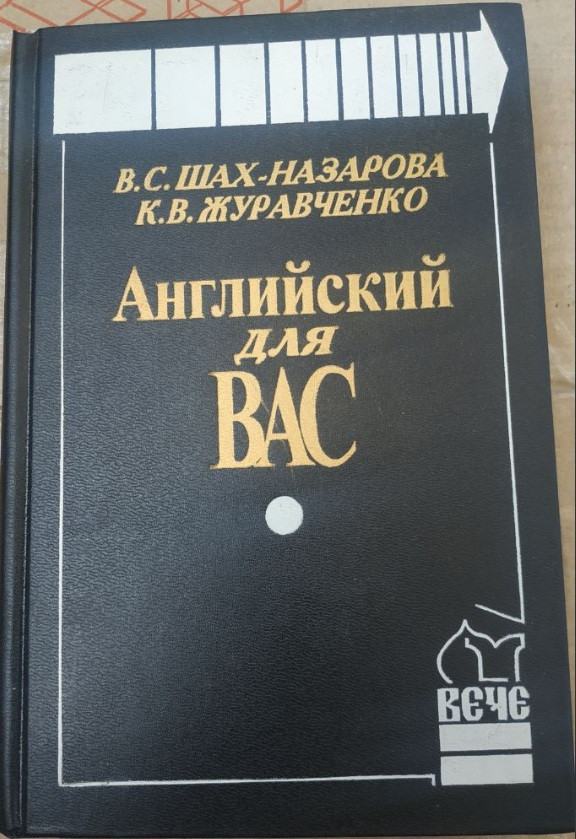 В.С. ШАХ-НАЗАРОВА
К.В. ЖУРАВЧЕНКО
Английский
для
ВАС
ВЕЧЕ